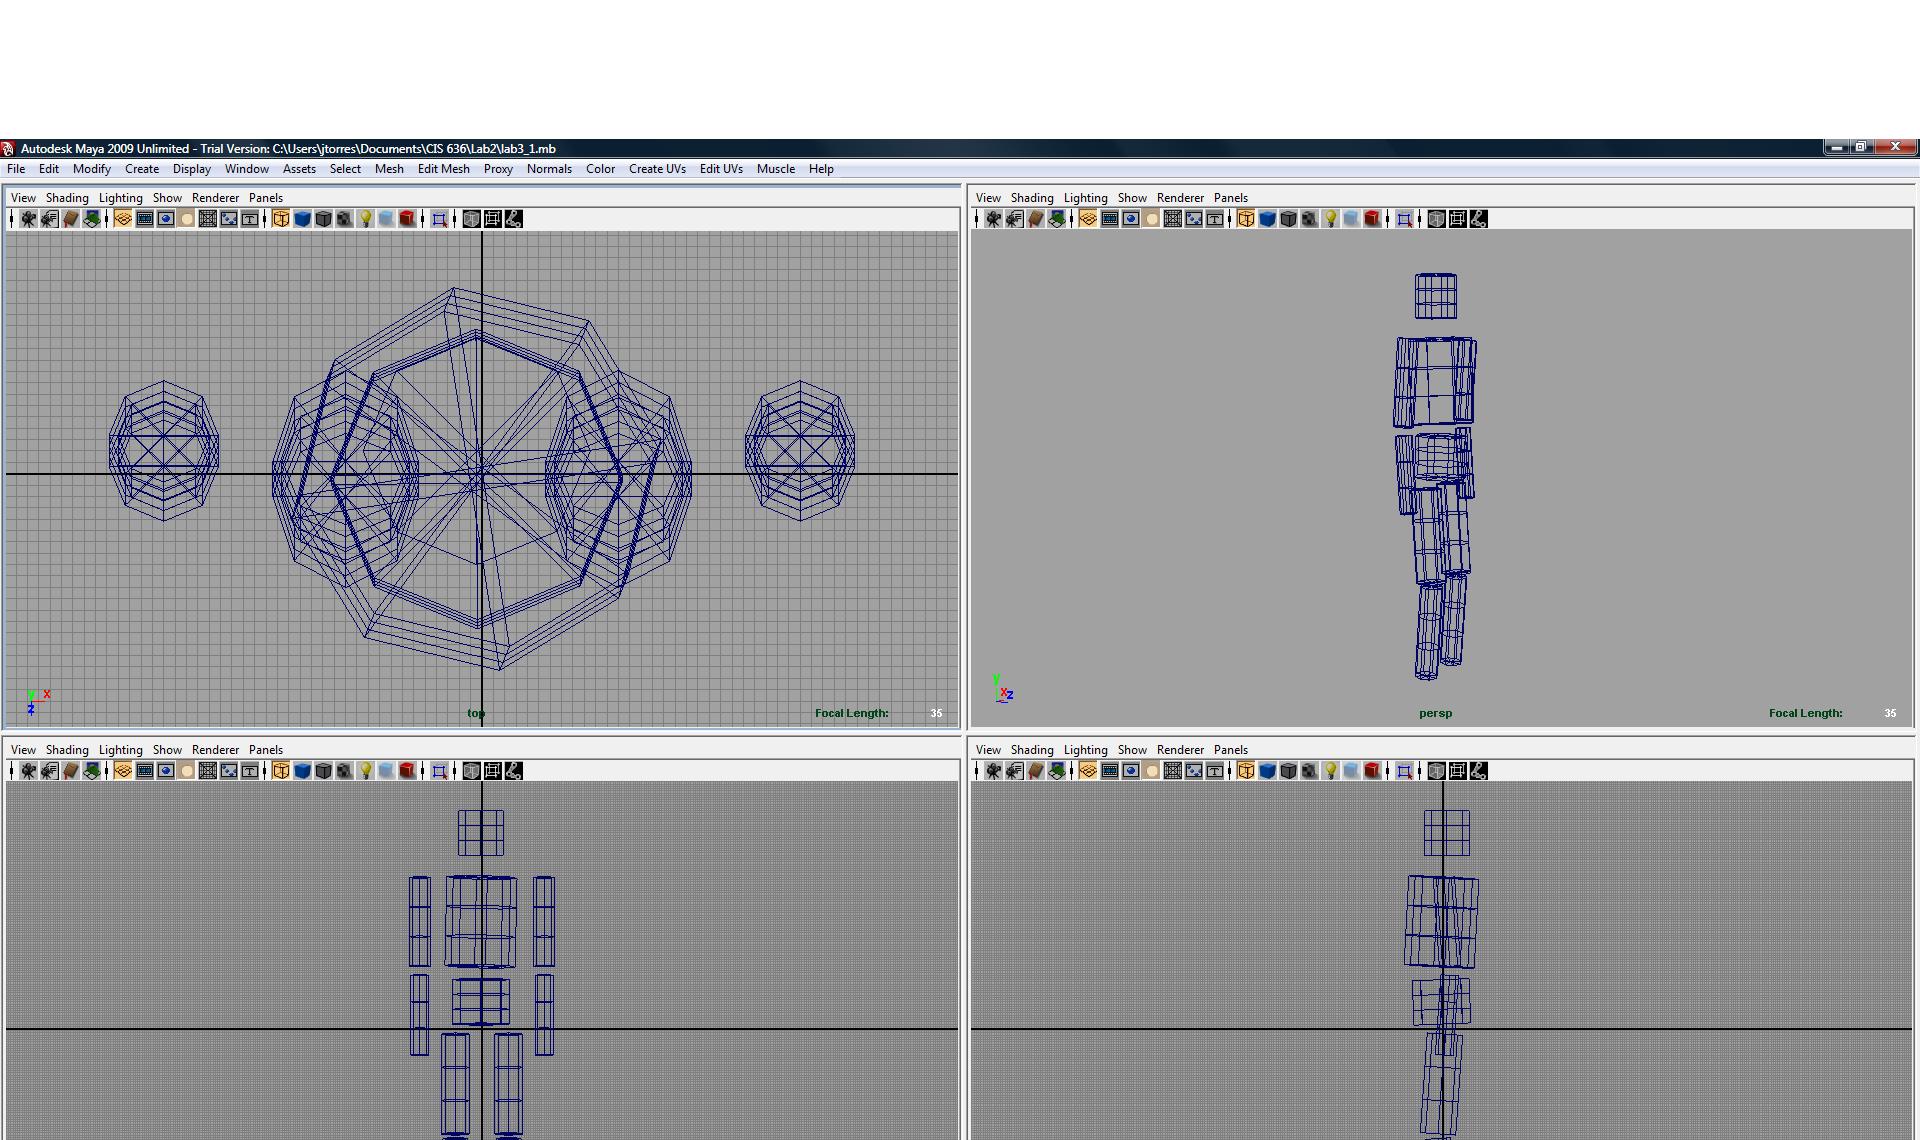 Autodesk Maya 2009 Unlimited - Trial Version: C:\Users\jtorres\Documents\CIS 636\Lab2\lab3_1.mb
File Edit Modify Create Display Window Assets Select Mesh Edit Mesh Proxy Normals Color Create UVs Edit UVs Muscle Help
View Shading Lighting Show Renderer Panels
View Shading Lighting Show Renderer Panels
y x
z
top
Focal Length: 35
y
x z
persp
Focal Length: 35
View Shading Lighting Show Renderer Panels
View Shading Lighting Show Renderer Panels